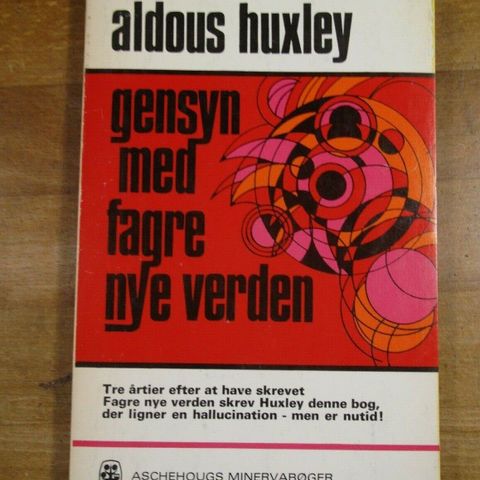 aldous huxley
gensyn
med
fagre
nye verden
Tre årtier efter at have skrevet
Fagre nye verden skrev Huxley denne bog,
der ligner en hallucination - men er nutid!
ASCHEHOUGS MINERVABØGER